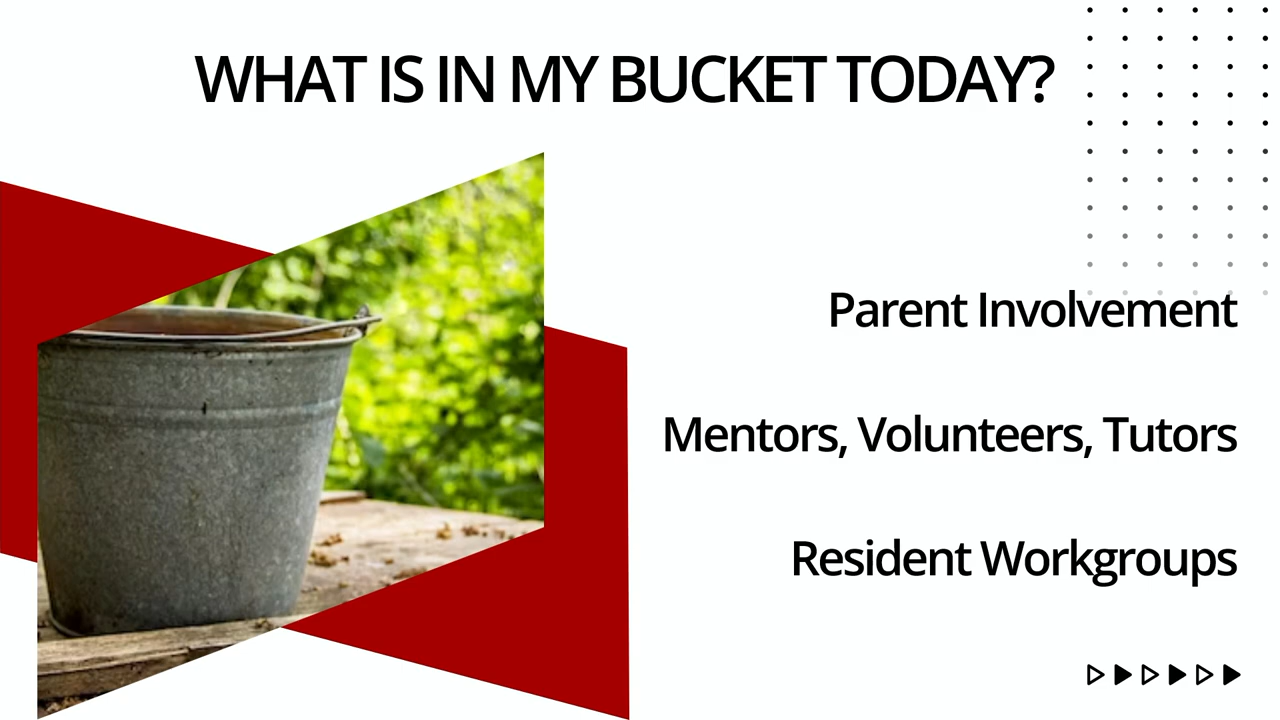 WHAT IS IN MY BUCKET TODAY?
Parent Involvement
Mentors, Volunteers, Tutors
Resident Workgroups